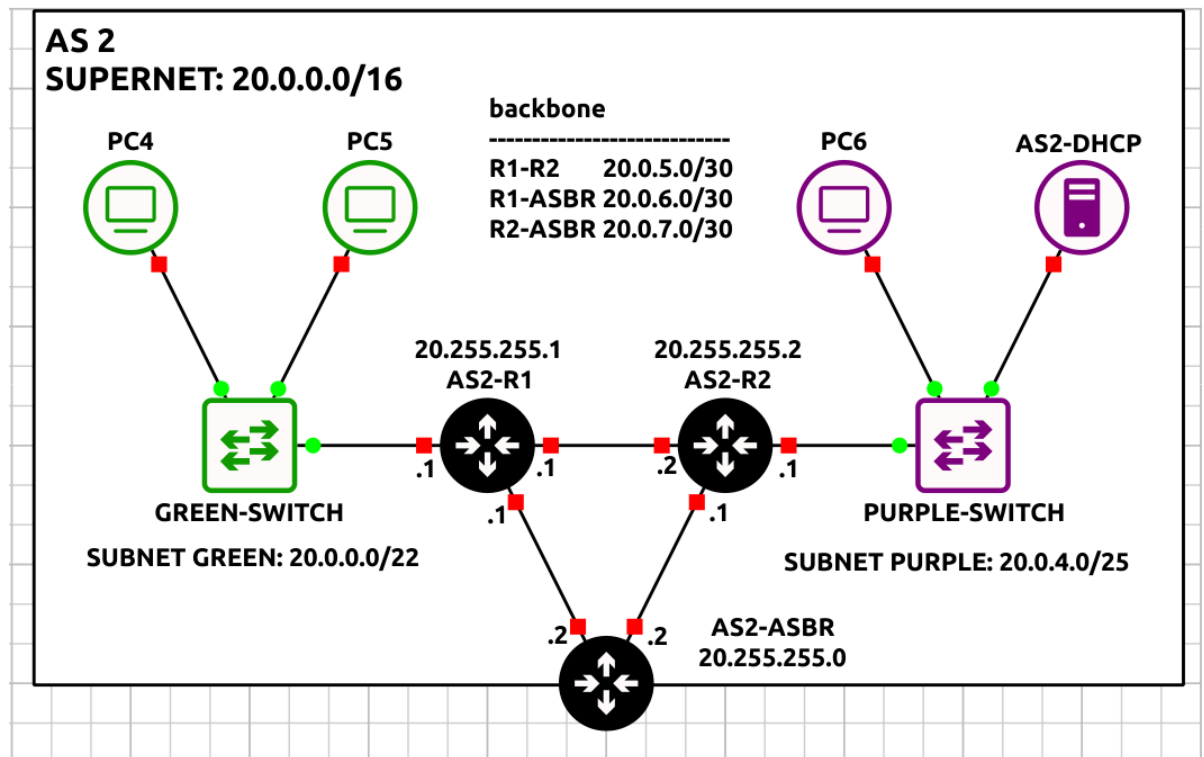 AS 2
SUPERNET: 20.0.0.0/16
backbone
----------------------------
R1-R2 20.0.5.0/30
R1-ASBR 20.0.6.0/30
R2-ASBR 20.0.7.0/30
PC4
PC5
PC6
AS2-DHCP
20.255.255.1
AS2-R1
20.255.255.2
AS2-R2
.1
.1
.2
.1
.1
.1
GREEN-SWITCH
PURPLE-SWITCH
SUBNET GREEN: 20.0.0.0/22
SUBNET PURPLE: 20.0.4.0/25
.2
.2
AS2-ASBR
20.255.255.0